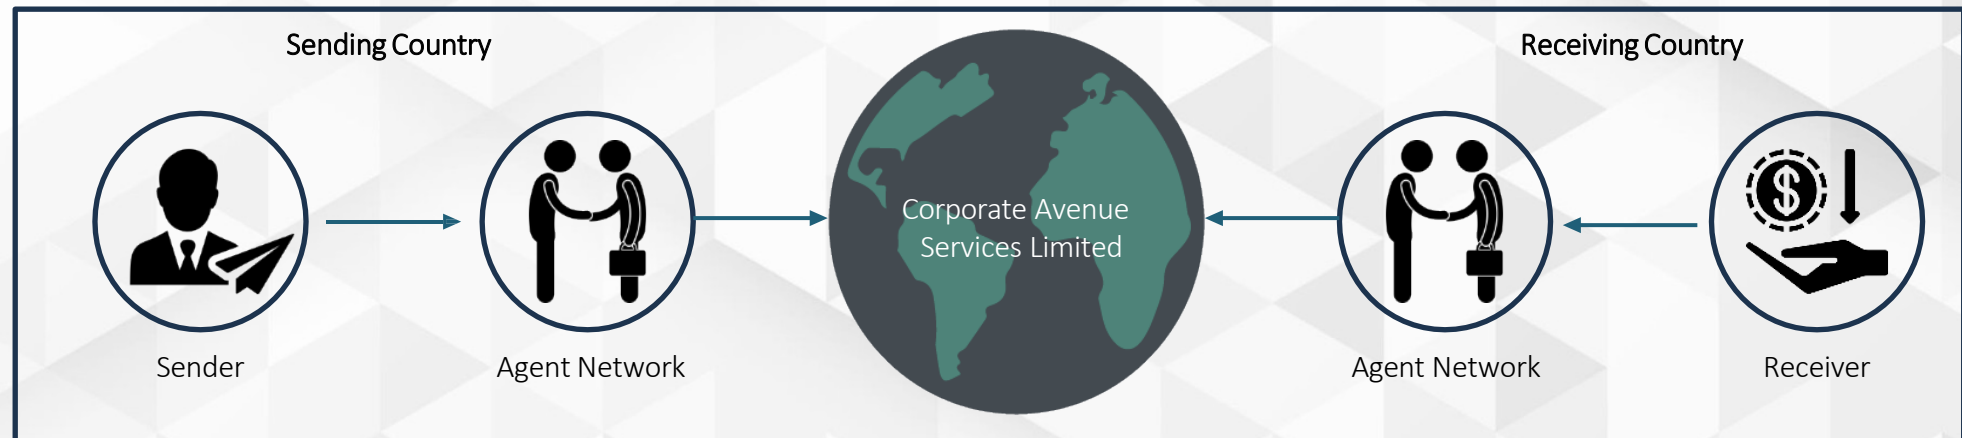 Sending Country
Receiving Country
Corporate Avenue
Services Limited
Sender
Agent Network
Agent Network
Receiver